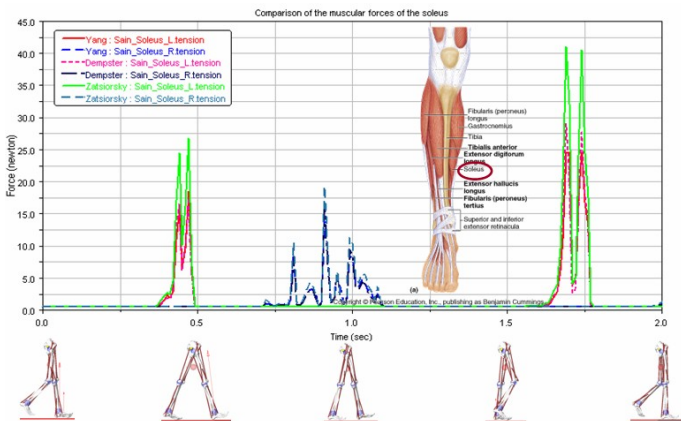 Comparison of the muscular forces of the soleus
45.0
40.0
35.0
30.0
25.0
20.0
15.0
10.0
5.0
0.0
Force (newton)
Yang : Sain_Soleus_L.tension
Yang : Sain_Soleus_R.tension
Dempster : Sain_Soleus_L.tension
Dempster : Sain_Soleus_R.tension
Zatsiorsky : Sain_Soleus_L.tension
Zatsiorsky : Sain_Soleus_R.tension
Fibularis (peroneus)
longus
Gastrocnemius
Tibia
Tibialis anterior
Extensor digitorum
longus
Soleus
Extensor hallucis
longus
Fibularis (peroneus)
tertius
Superior and inferior
extensor retinacula
(a)
Copyright © Pearson Education, Inc., publishing as Benjamin Cummings.
0.0 0.5 1.0 1.5 2.0
Time (sec)